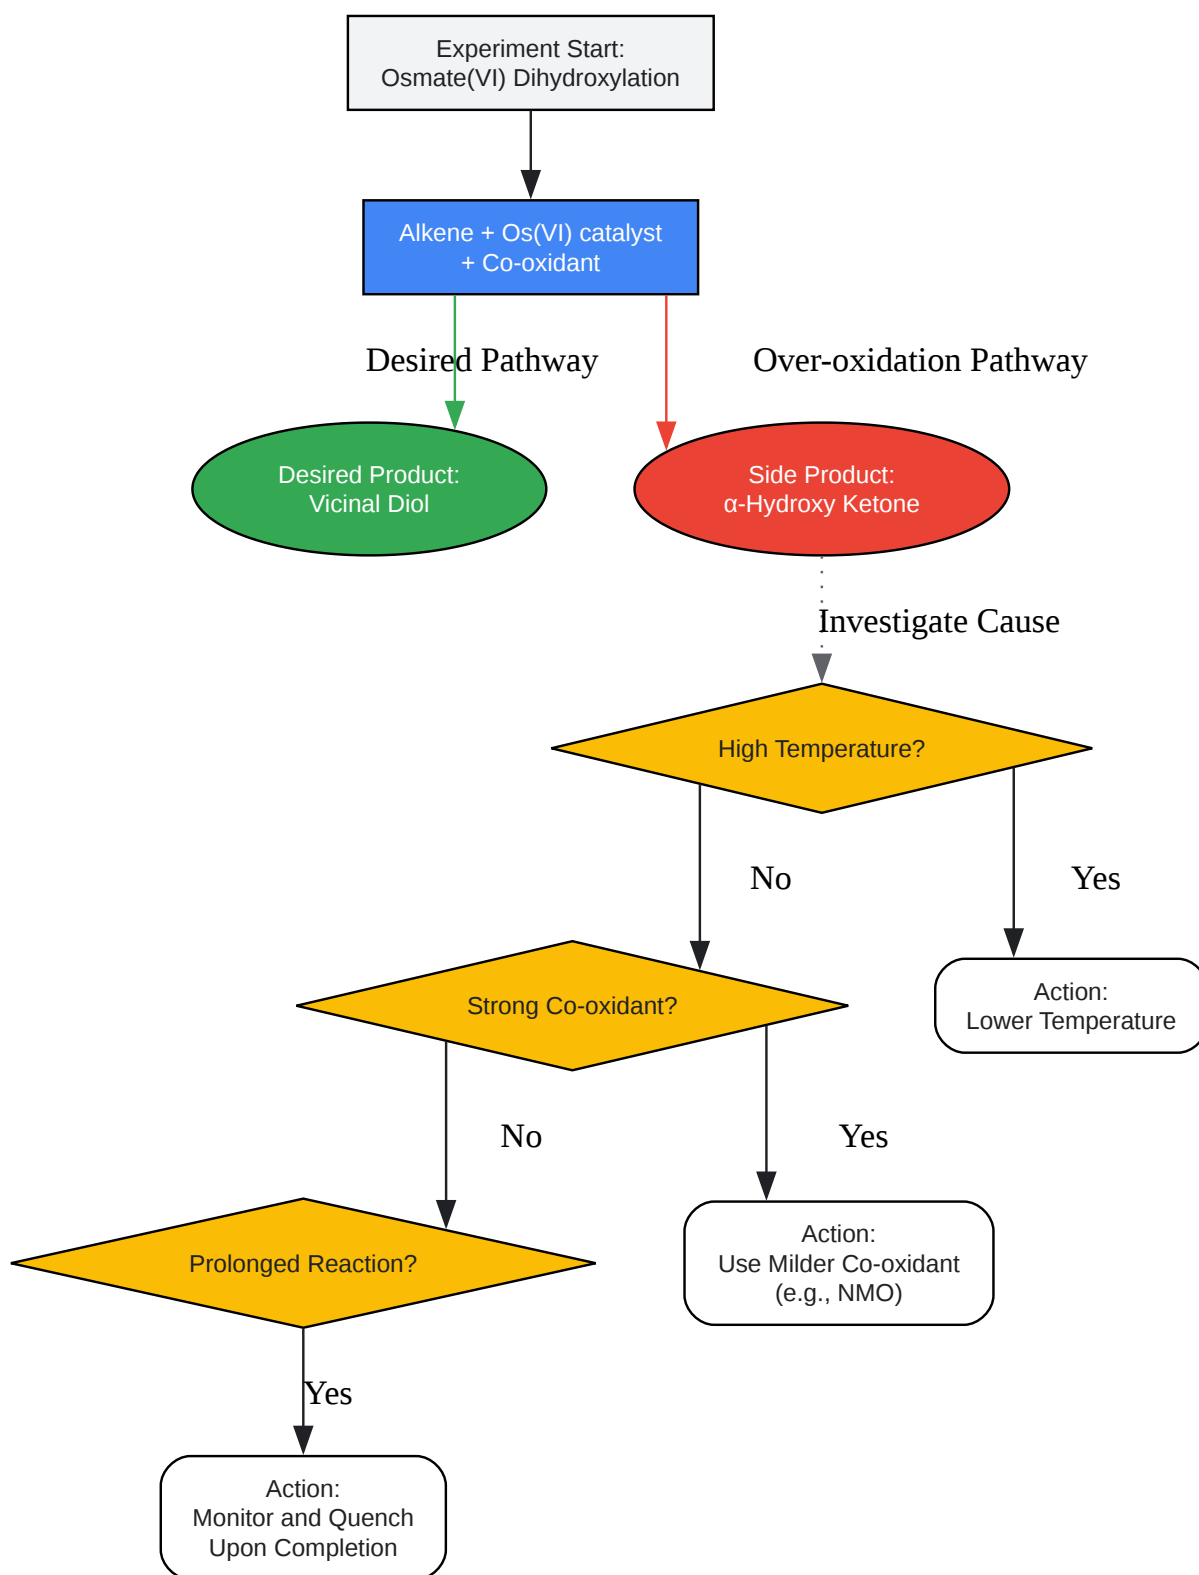 Experiment Start:
Osmate(VI) Dihydroxylation
Alkene + Os(VI) catalyst
+ Co-oxidant
Desired Pathway
Over-oxidation Pathway
Desired Product:
Vicinal Diol
Side Product:
α-Hydroxy Ketone
Investigate Cause
High Temperature?
No
Yes
Strong Co-oxidant?
Action:
Lower Temperature
No
Yes
Prolonged Reaction?
Action:
Use Milder Co-oxidant
(e.g., NMO)
Yes
Action:
Monitor and Quench
Upon Completion